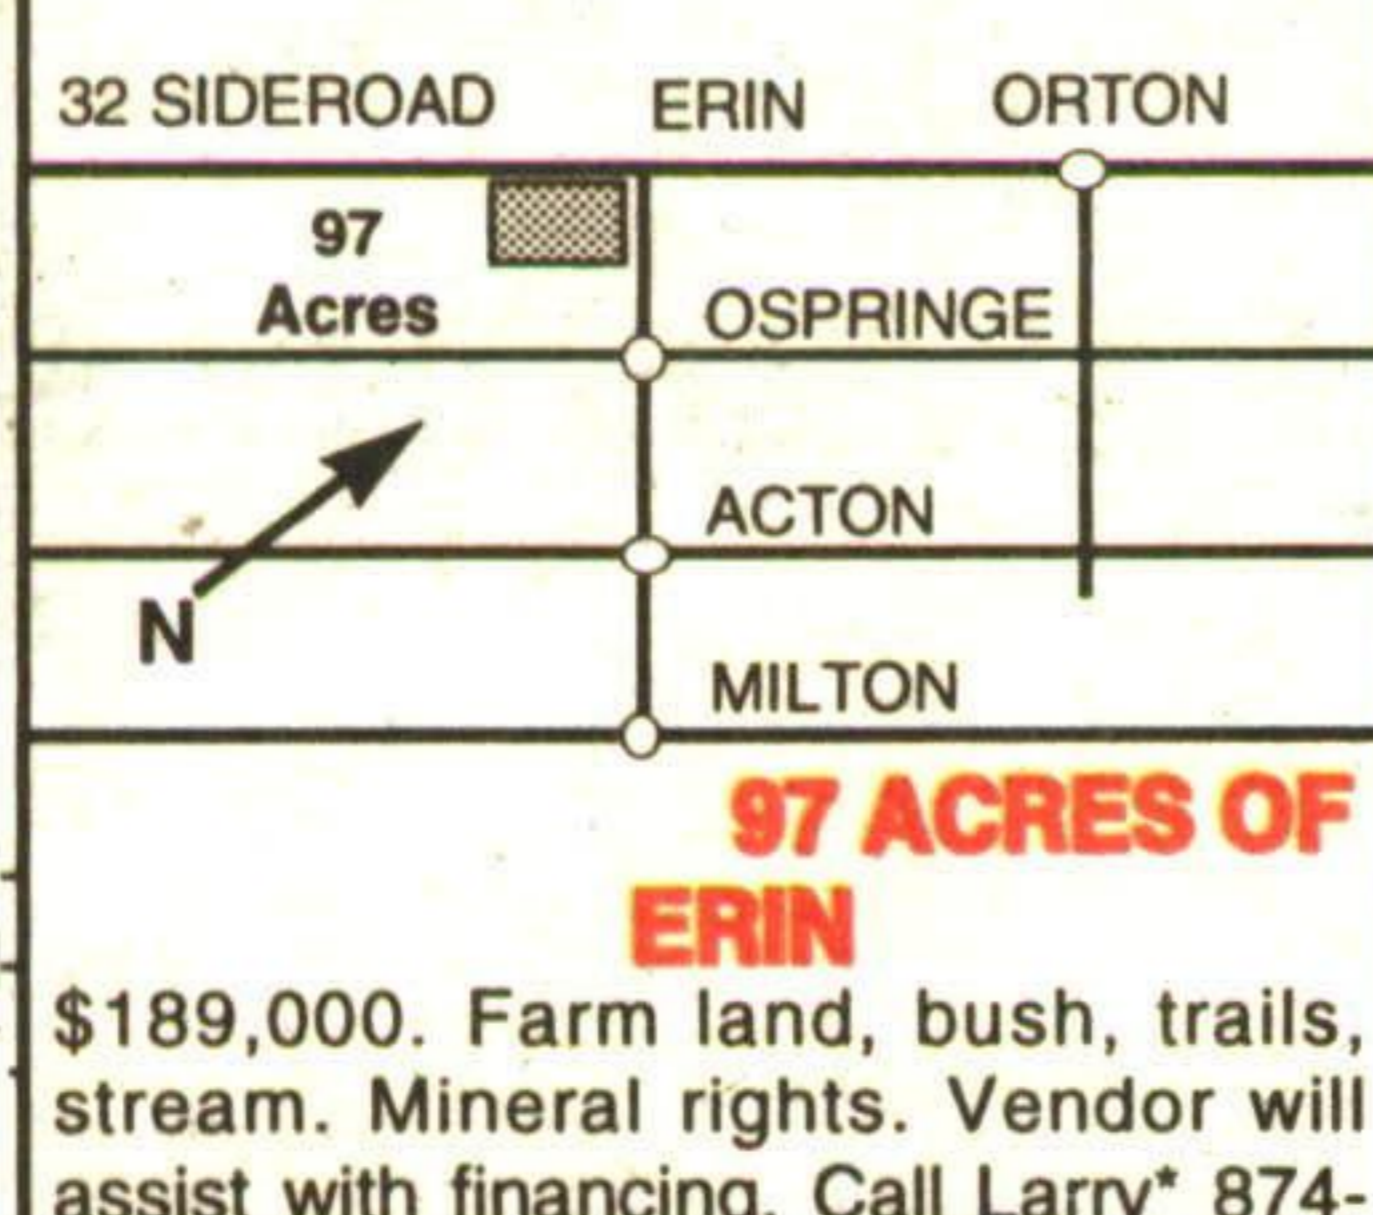 32 SIDEROAD ERIN ORTON
97
Acres
OSPRINGE
ACTON
N
MILTON
97 ACRES OF
ERIN
$189,000. Farm land, bush, trails,
stream. Mineral rights. Vendor will
assist with financing. Call Larry* 874-